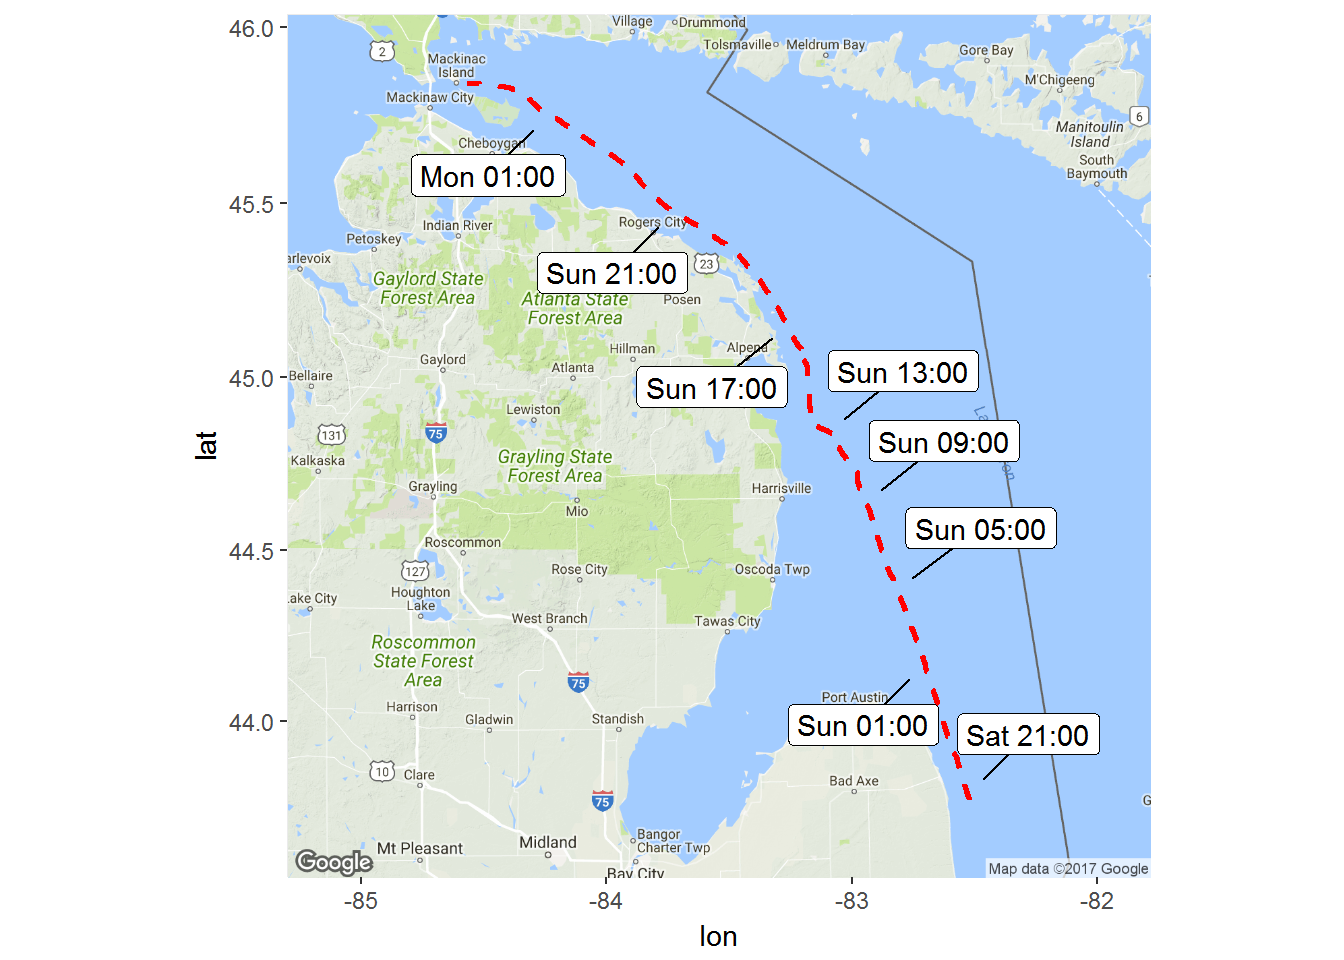 46.0
45.5
45.0
44.5
44.0
lat
-85
-84
-83
-82
lon
Village
Drummond
Tolsmaville
Meldrum Bay
Gore Bay
M'Chigeeng
6
Manitoulin
Island
South
Baymouth
2
Mackinac
Island
Mackinaw City
Cheboygan
Mon 01:00
Indian River
Petoskey
arlevoix
Rogers City
Sun 21:00
23
Posen
Gaylord State
Forest Area
Atlanta State
Forest Area
Hillman
Alpena
Gaylord
Atlanta
Bellaire
Sun 17:00
Sun 13:00
Lewiston
131
75
Kalkaska
Sun 09:00
Grayling State
Forest Area
Grayling
Mio
Harrisville
Sun 05:00
Roscommon
127
Houghton
Lake
Rose City
Oscoda Twp
Lake City
West Branch
Tawas City
Roscommon
State Forest
Area
75
Harrison
Gladwin
Standish
Port Austin
Sun 01:00
Sat 21:00
10
Clare
75
Bad Axe
Mt Pleasant
Midland
Bangor
Charter Twp
Bay City
Google
Map data ©2017 Google